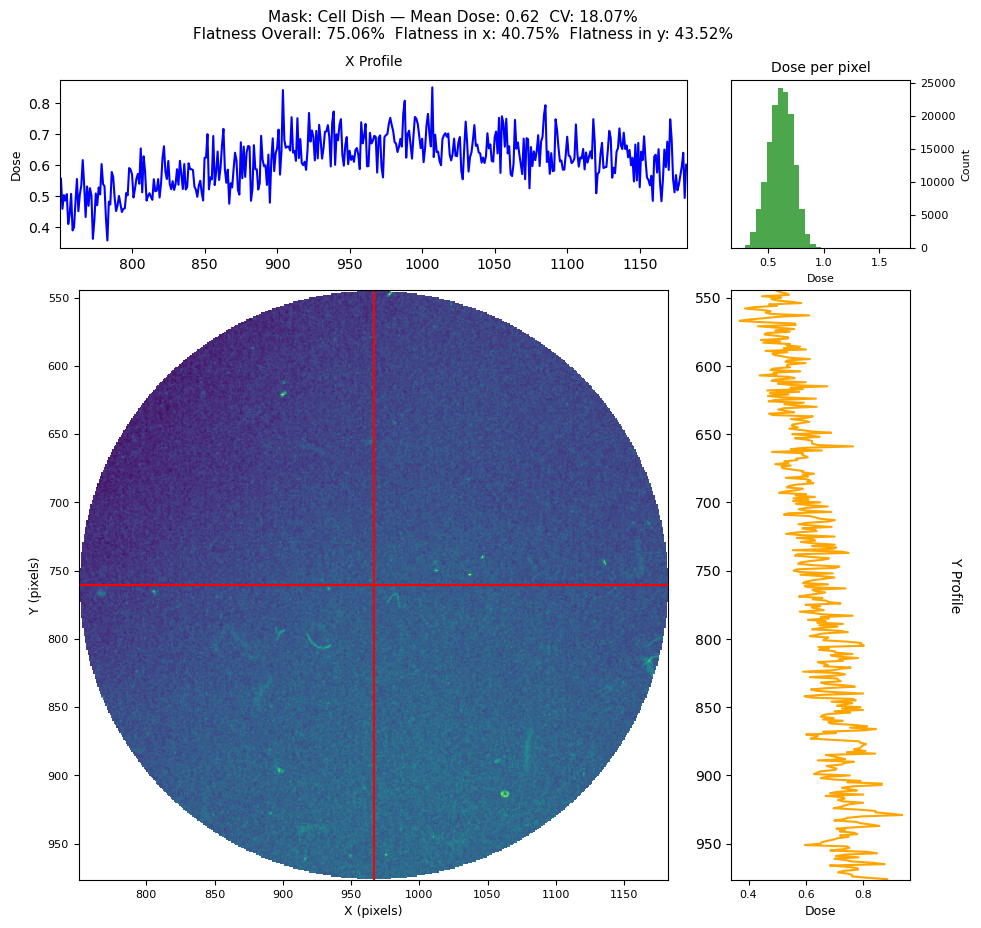 Mask: Cell Dish — Mean Dose: 0.62  CV: 18.07%
Flatness Overall: 75.06%  Flatness in x: 40.75%  Flatness in y: 43.52%
X Profile
Dose
0.8
0.7
0.6
0.5
0.4
800 850 900 950 1000 1050 1100 1150
Dose per pixel
25000
20000
15000
10000
5000
0
Count
0.5 1.0 1.5
Dose
Y (pixels)
550
600
650
700
750
800
850
900
950
800 850 900 950 1000 1050 1100 1150
X (pixels)
550
600
650
700
750
800
850
900
950
0.4 0.6 0.8
Dose
Y Profile